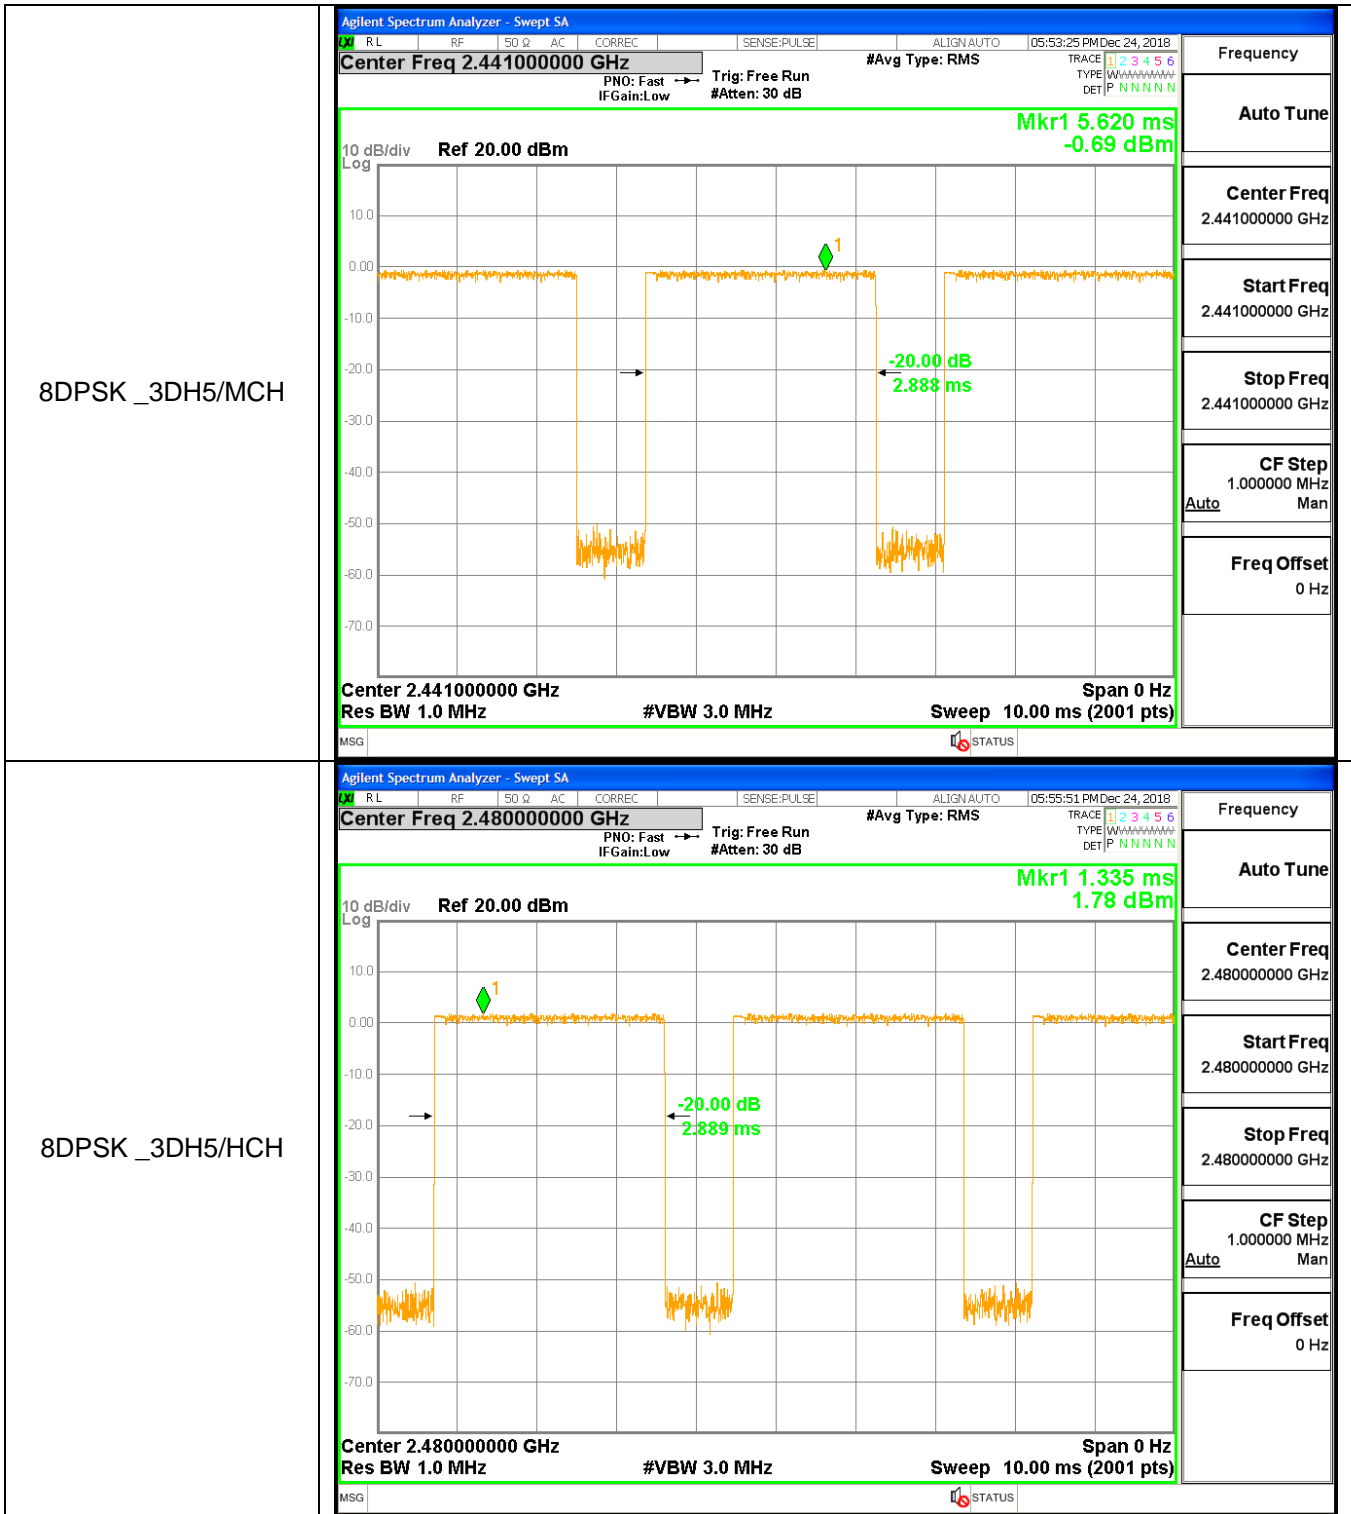 8DPSK _3DH5/MCH
Agilent Spectrum Analyzer - Swept SA
LXI RL RF 50 Ω AC CORREC SENSE:PULSE ALIGN AUTO 05:53:25 PM Dec 24, 2018
Center Freq 2.441000000 GHz
PNO: Fast
IFGain:Low
Trig: Free Run
#Atten: 30 dB
#Avg Type: RMS
TRACE 1 2 3 4 5 6
TYPE
DET P N N N N N
Mkr1 5.620 ms
-0.69 dBm
10 dB/div
Log
Ref 20.00 dBm
10.0
0.00
-10.0
-20.0
-30.0
-40.0
-50.0
-60.0
-70.0
1
-20.00 dB
2.888 ms
Center 2.441000000 GHz
Span 0 Hz
Res BW 1.0 MHz
#VBW 3.0 MHz
Sweep 10.00 ms (2001 pts)
MSG
STATUS
Frequency
Auto Tune
Center Freq
2.441000000 GHz
Start Freq
2.441000000 GHz
Stop Freq
2.441000000 GHz
CF Step
1.000000 MHz
Auto Man
Freq Offset
0 Hz
8DPSK _3DH5/HCH
Agilent Spectrum Analyzer - Swept SA
LXI RL RF 50 Ω AC CORREC SENSE:PULSE ALIGN AUTO 05:55:51 PM Dec 24, 2018
Center Freq 2.480000000 GHz
PNO: Fast
IFGain:Low
Trig: Free Run
#Atten: 30 dB
#Avg Type: RMS
TRACE 1 2 3 4 5 6
TYPE
DET P N N N N N
Mkr1 1.335 ms
1.78 dBm
10 dB/div
Log
Ref 20.00 dBm
10.0
0.00
-10.0
-20.0
-30.0
-40.0
-50.0
-60.0
-70.0
1
-20.00 dB
2.889 ms
Center 2.480000000 GHz
Span 0 Hz
Res BW 1.0 MHz
#VBW 3.0 MHz
Sweep 10.00 ms (2001 pts)
MSG
STATUS
Frequency
Auto Tune
Center Freq
2.480000000 GHz
Start Freq
2.480000000 GHz
Stop Freq
2.480000000 GHz
CF Step
1.000000 MHz
Auto Man
Freq Offset
0 Hz